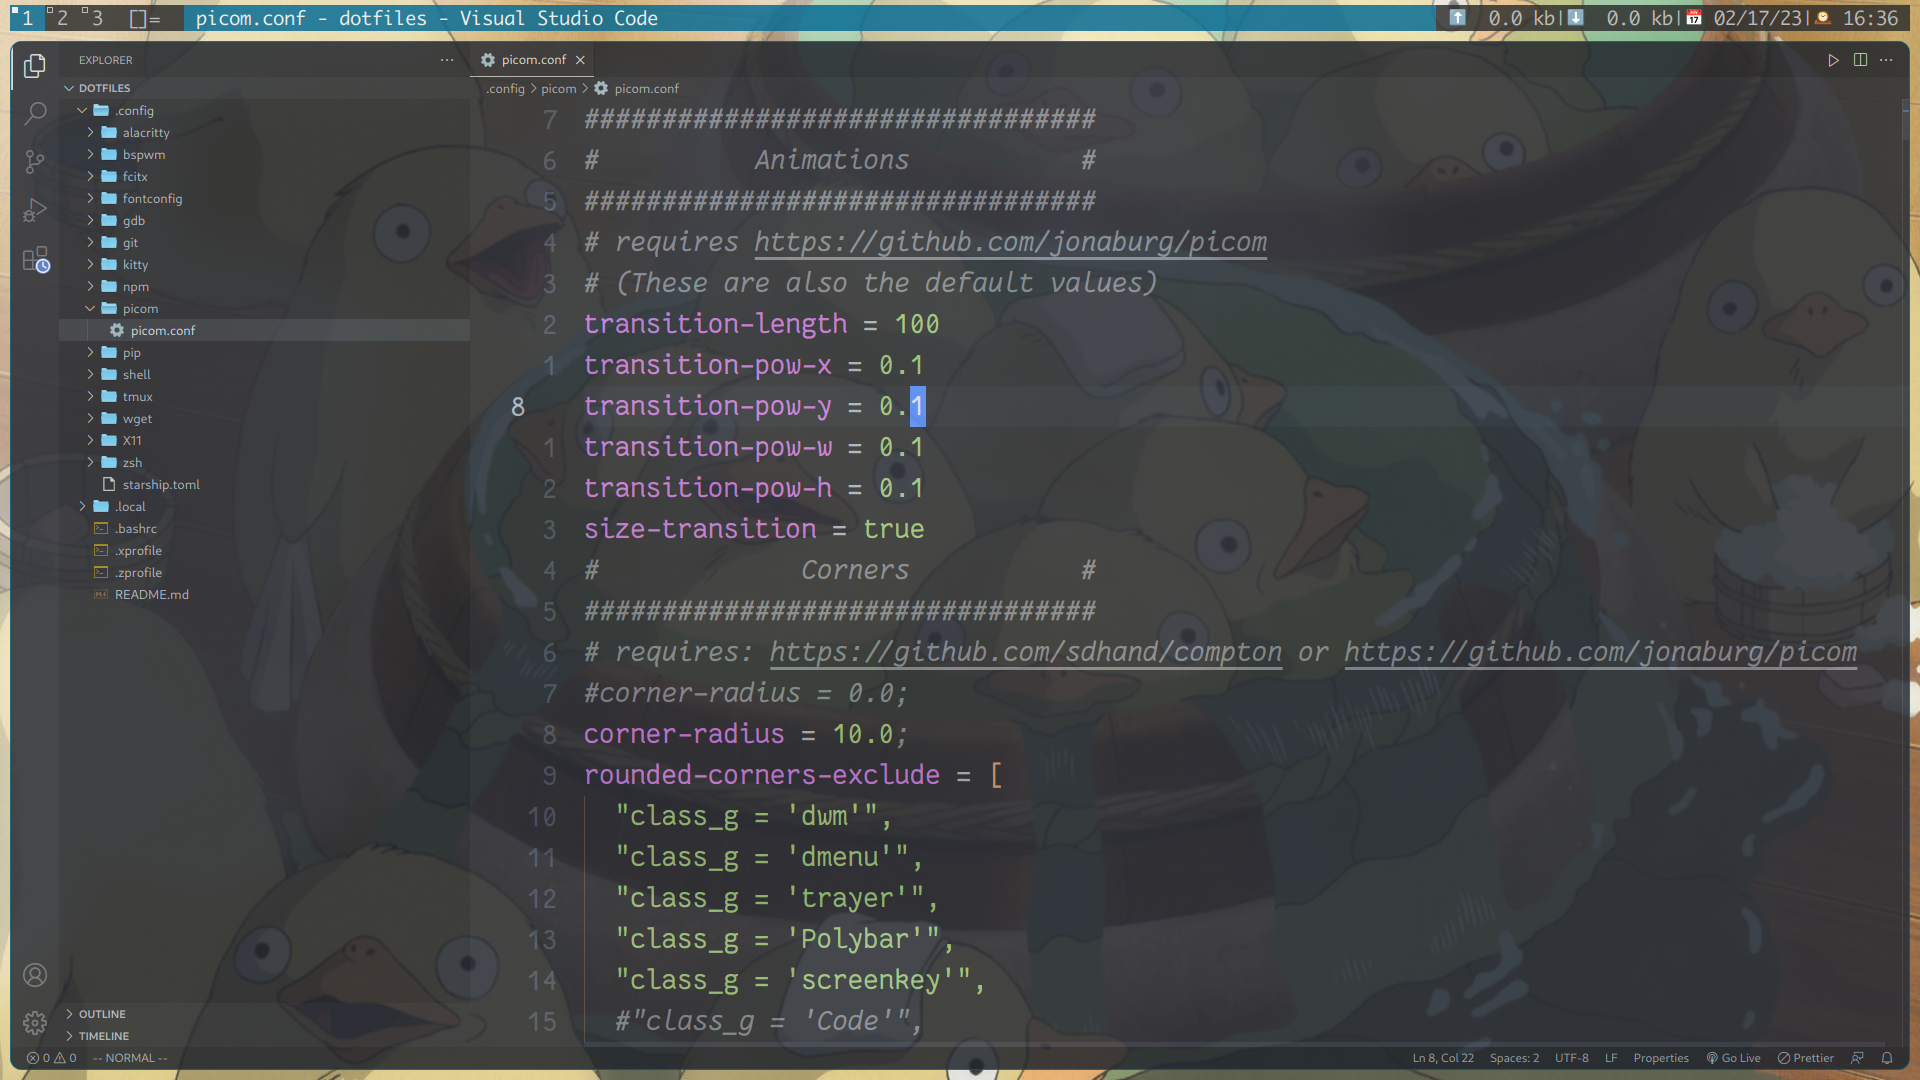 1 2 3 []= picom.conf - dotfiles - Visual Studio Code 0.0 kb| 0.0 kb| 02/17/23| 16:36
EXPLORER ···
DOTFILES
.config
alacritty
bspwm
fcitx
fontconfig
gdb
git
kitty
npm
picom
picom.conf
pip
shell
tmux
wget
X11
zsh
starship.toml
.local
.bashrc
.xprofile
.zprofile
README.md
OUTLINE
TIMELINE
picom.conf
.config > picom > picom.conf
7 #################################
6 # Animations #
5 #################################
4 # requires https://github.com/jonaburg/picom
3 # (These are also the default values)
2 transition-length = 100
1 transition-pow-x = 0.1
8 transition-pow-y = 0.1
1 transition-pow-w = 0.1
2 transition-pow-h = 0.1
3 size-transition = true
4 # Corners #
5 #################################
6 # requires: https://github.com/sdhand/compton or https://github.com/jonaburg/picom
7 #corner-radius = 0.0;
8 corner-radius = 10.0;
9 rounded-corners-exclude = [
10 "class_g = 'dwm'",
11 "class_g = 'dmenu'",
12 "class_g = 'trayer'",
13 "class_g = 'Polybar'",
14 "class_g = 'screenkey'",
15 #"class_g = 'Code'",
0 0 -- NORMAL -- Ln 8, Col 22 Spaces: 2 UTF-8 LF Properties Go Live Prettier